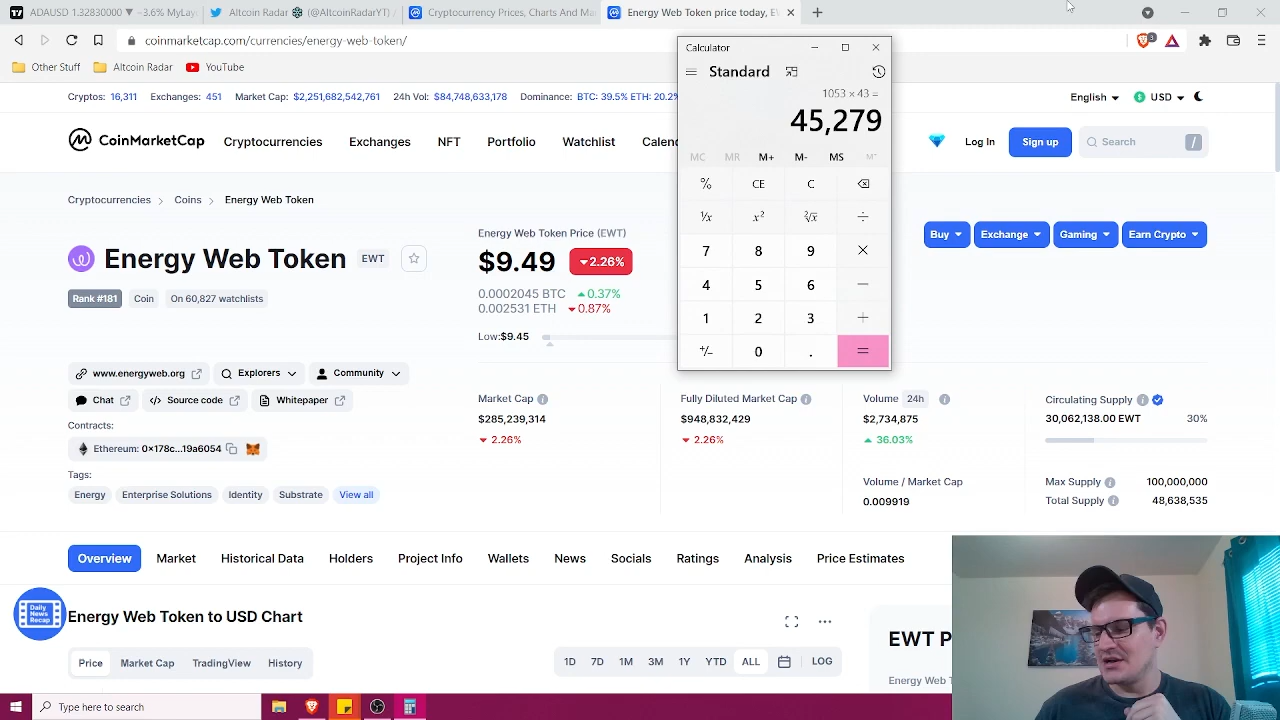 ADAUSD 1.32830000 ▼ −3.6% MyLay
Altcoin Radar (@AltcoinRadarYT) /
Cryptocurrency Prices, Charts And Mar
Energy Web Token price today, EW
coinmarketcap.com/currencies/energy-web-token/
3
Other Stuff
Altcoin Radar
YouTube
Cryptos: 16,311 Exchanges: 451 Market Cap: $2,251,682,542,761 24h Vol: $84,748,633,178 Dominance: BTC: 39.5% ETH: 20.2%
English
USD
CoinMarketCap
Cryptocurrencies Exchanges NFT Portfolio Watchlist Calen
Log In
Sign up
Search /
Calculator
Standard
1053 × 43 =
45,279
MC MR M+ M- MS
% CE C
¹/x x² ²√x ÷
7 8 9 ×
4 5 6 −
1 2 3 +
+/− 0 . =
Cryptocurrencies > Coins > Energy Web Token
Energy Web Token EWT
Rank #181 Coin On 60,827 watchlists
Energy Web Token Price (EWT)
$9.49 2.26%
0.0002045 BTC 0.37%
0.002531 ETH 0.87%
Low: $9.45
Buy Exchange Gaming Earn Crypto
www.energyweb.org Explorers Community
Chat Source code Whitepaper
Contracts:
Ethereum: 0x178c...19a6054
Tags:
Energy Enterprise Solutions Identity Substrate View all
Market Cap
$285,239,314
2.26%
Fully Diluted Market Cap
$948,832,429
2.26%
Volume 24h
$2,734,875
36.03%
Volume / Market Cap
0.009919
Circulating Supply
30,062,138.00 EWT 30%
Max Supply 100,000,000
Total Supply 48,638,535
Overview Market Historical Data Holders Project Info Wallets News Socials Ratings Analysis Price Estimates
Daily
News
Recap
Energy Web Token to USD Chart
Price Market Cap TradingView History
1D 7D 1M 3M 1Y YTD ALL LOG
EWT P
Energy Web T
Type here to search